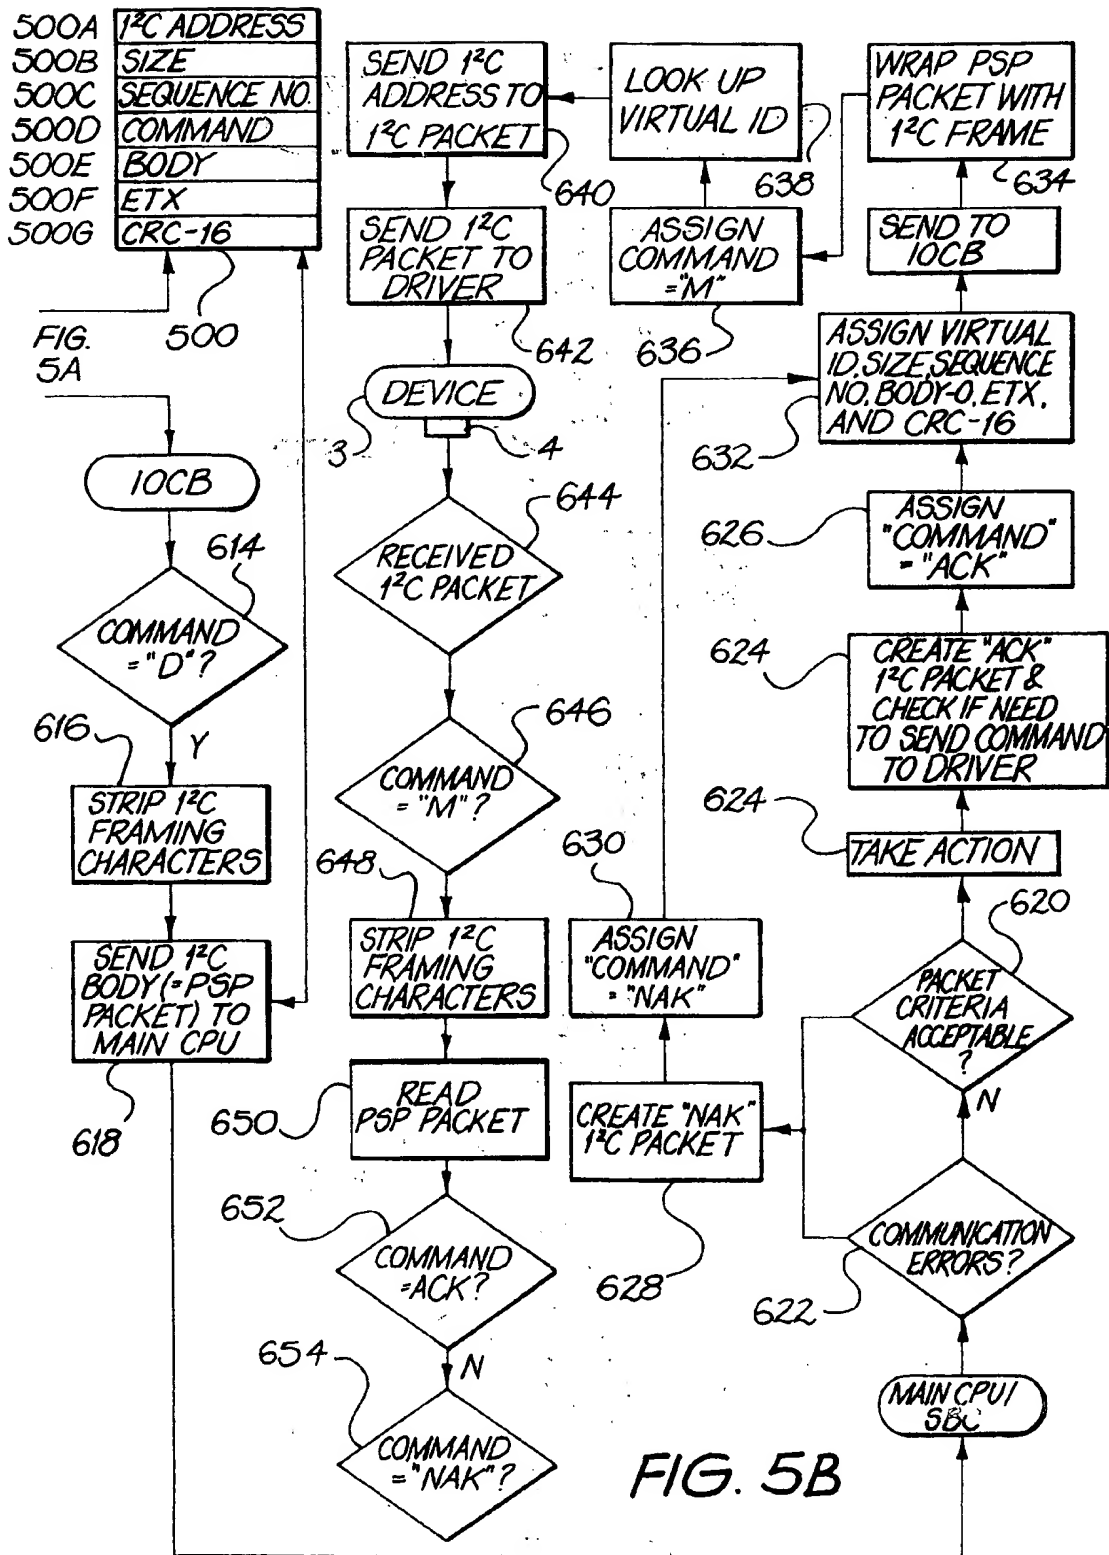 500A I²C ADDRESS
500B SIZE
500C SEQUENCE NO.
500D COMMAND
500E BODY
500F ETX
500G CRC-16
500
FIG.
5A
IOCB
614
COMMAND
="D"?
Y
616
STRIP I²C
FRAMING
CHARACTERS
SEND I²C
BODY(=PSP
PACKET) TO
MAIN CPU
618
SEND I²C
ADDRESS TO
I²C PACKET
640
SEND I²C
PACKET TO
DRIVER
642
DEVICE
3
4
644
RECEIVED
I²C PACKET
646
COMMAND
="M"?
648
STRIP I²C
FRAMING
CHARACTERS
650
READ
PSP PACKET
652
COMMAND
=ACK?
N
654
COMMAND
="NAK"?
LOOK UP
VIRTUAL ID
638
ASSIGN
COMMAND
="M"
636
630
ASSIGN
"COMMAND"
="NAK"
CREATE "NAK"
I²C PACKET
628
WRAP PSP
PACKET WITH
I²C FRAME
634
SEND TO
IOCB
ASSIGN VIRTUAL
ID, SIZE, SEQUENCE
NO. BODY-0, ETX,
AND CRC-16
632
626
ASSIGN
"COMMAND"
="ACK"
624
CREATE "ACK"
I²C PACKET &
CHECK IF NEED
TO SEND COMMAND
TO DRIVER
624
TAKE ACTION
620
PACKET
CRITERIA
ACCEPTABLE
?
N
COMMUNICATION
ERRORS?
622
MAIN CPU/
SBC
FIG. 5B